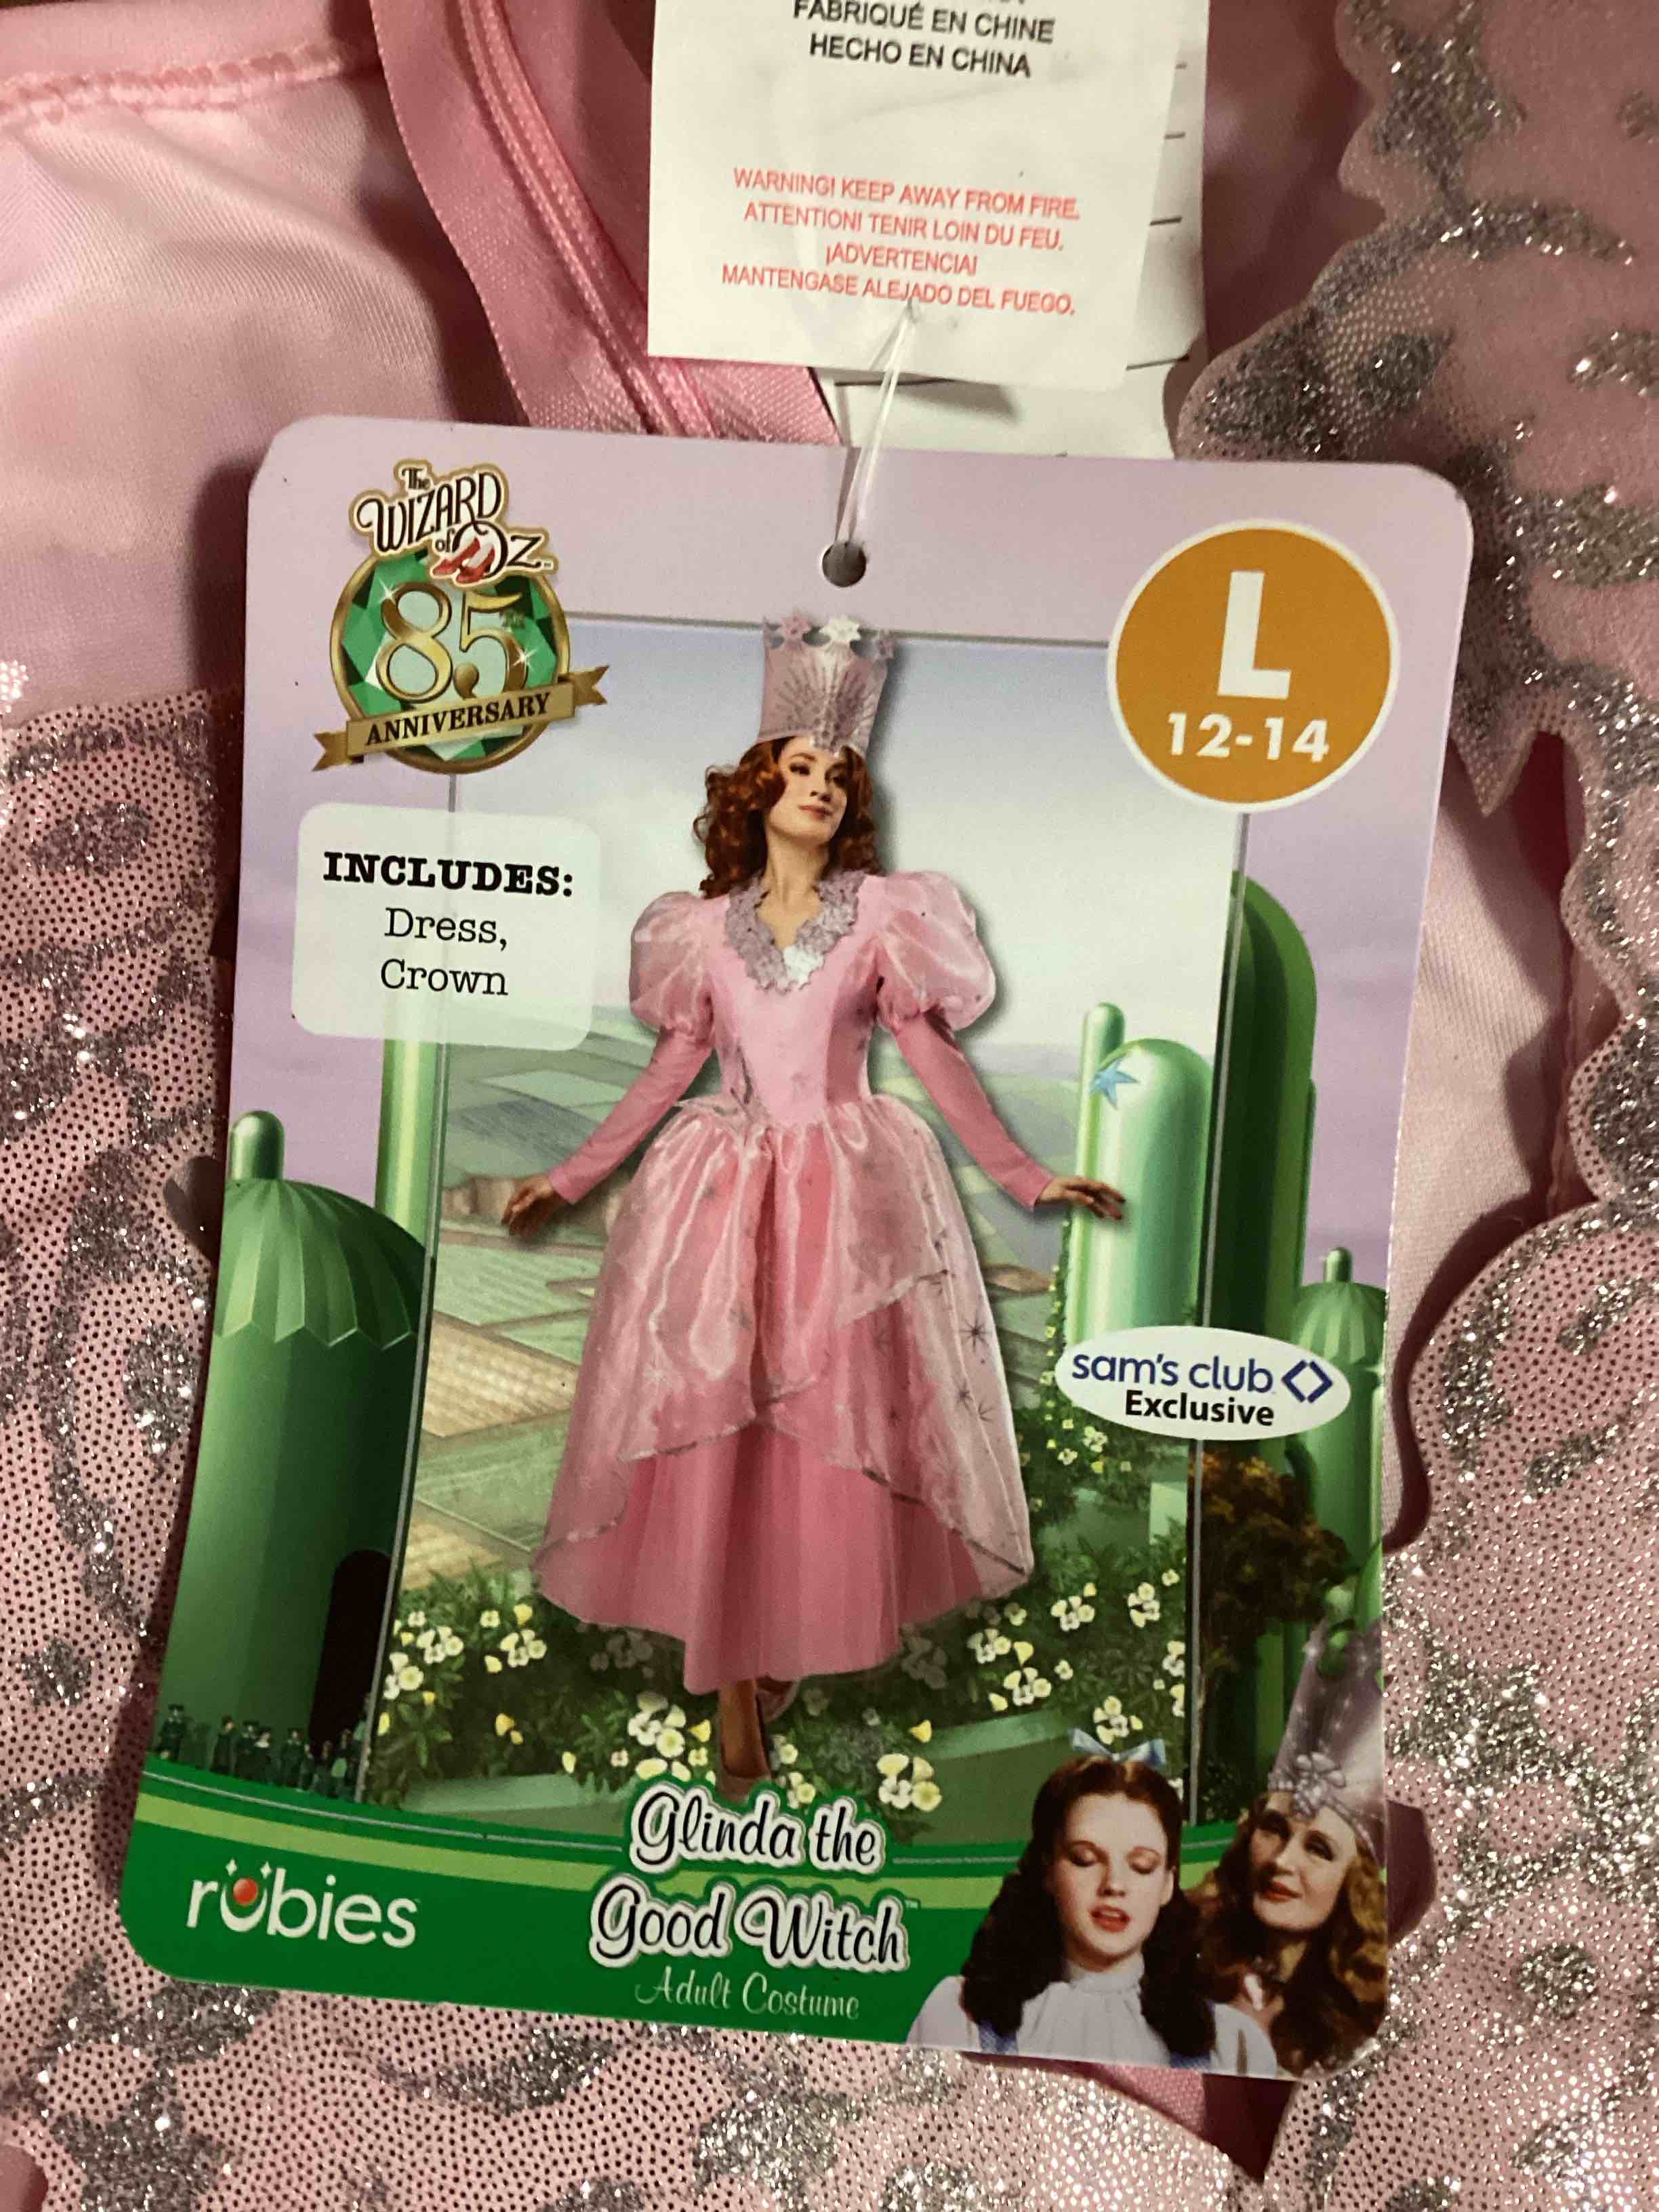 FABRIQUÉ EN CHINE
HECHO EN CHINA
WARNING! KEEP AWAY FROM FIRE.
ATTENTION! TENIR LOIN DU FEU.
¡ADVERTENCIA!
MANTENGASE ALEJADO DEL FUEGO.
The
WIZARD
of OZ™
85TH
ANNIVERSARY
L
12-14
INCLUDES:
Dress,
Crown
sam's club
Exclusive
Glinda the
Good Witch™
Adult Costume
rubies